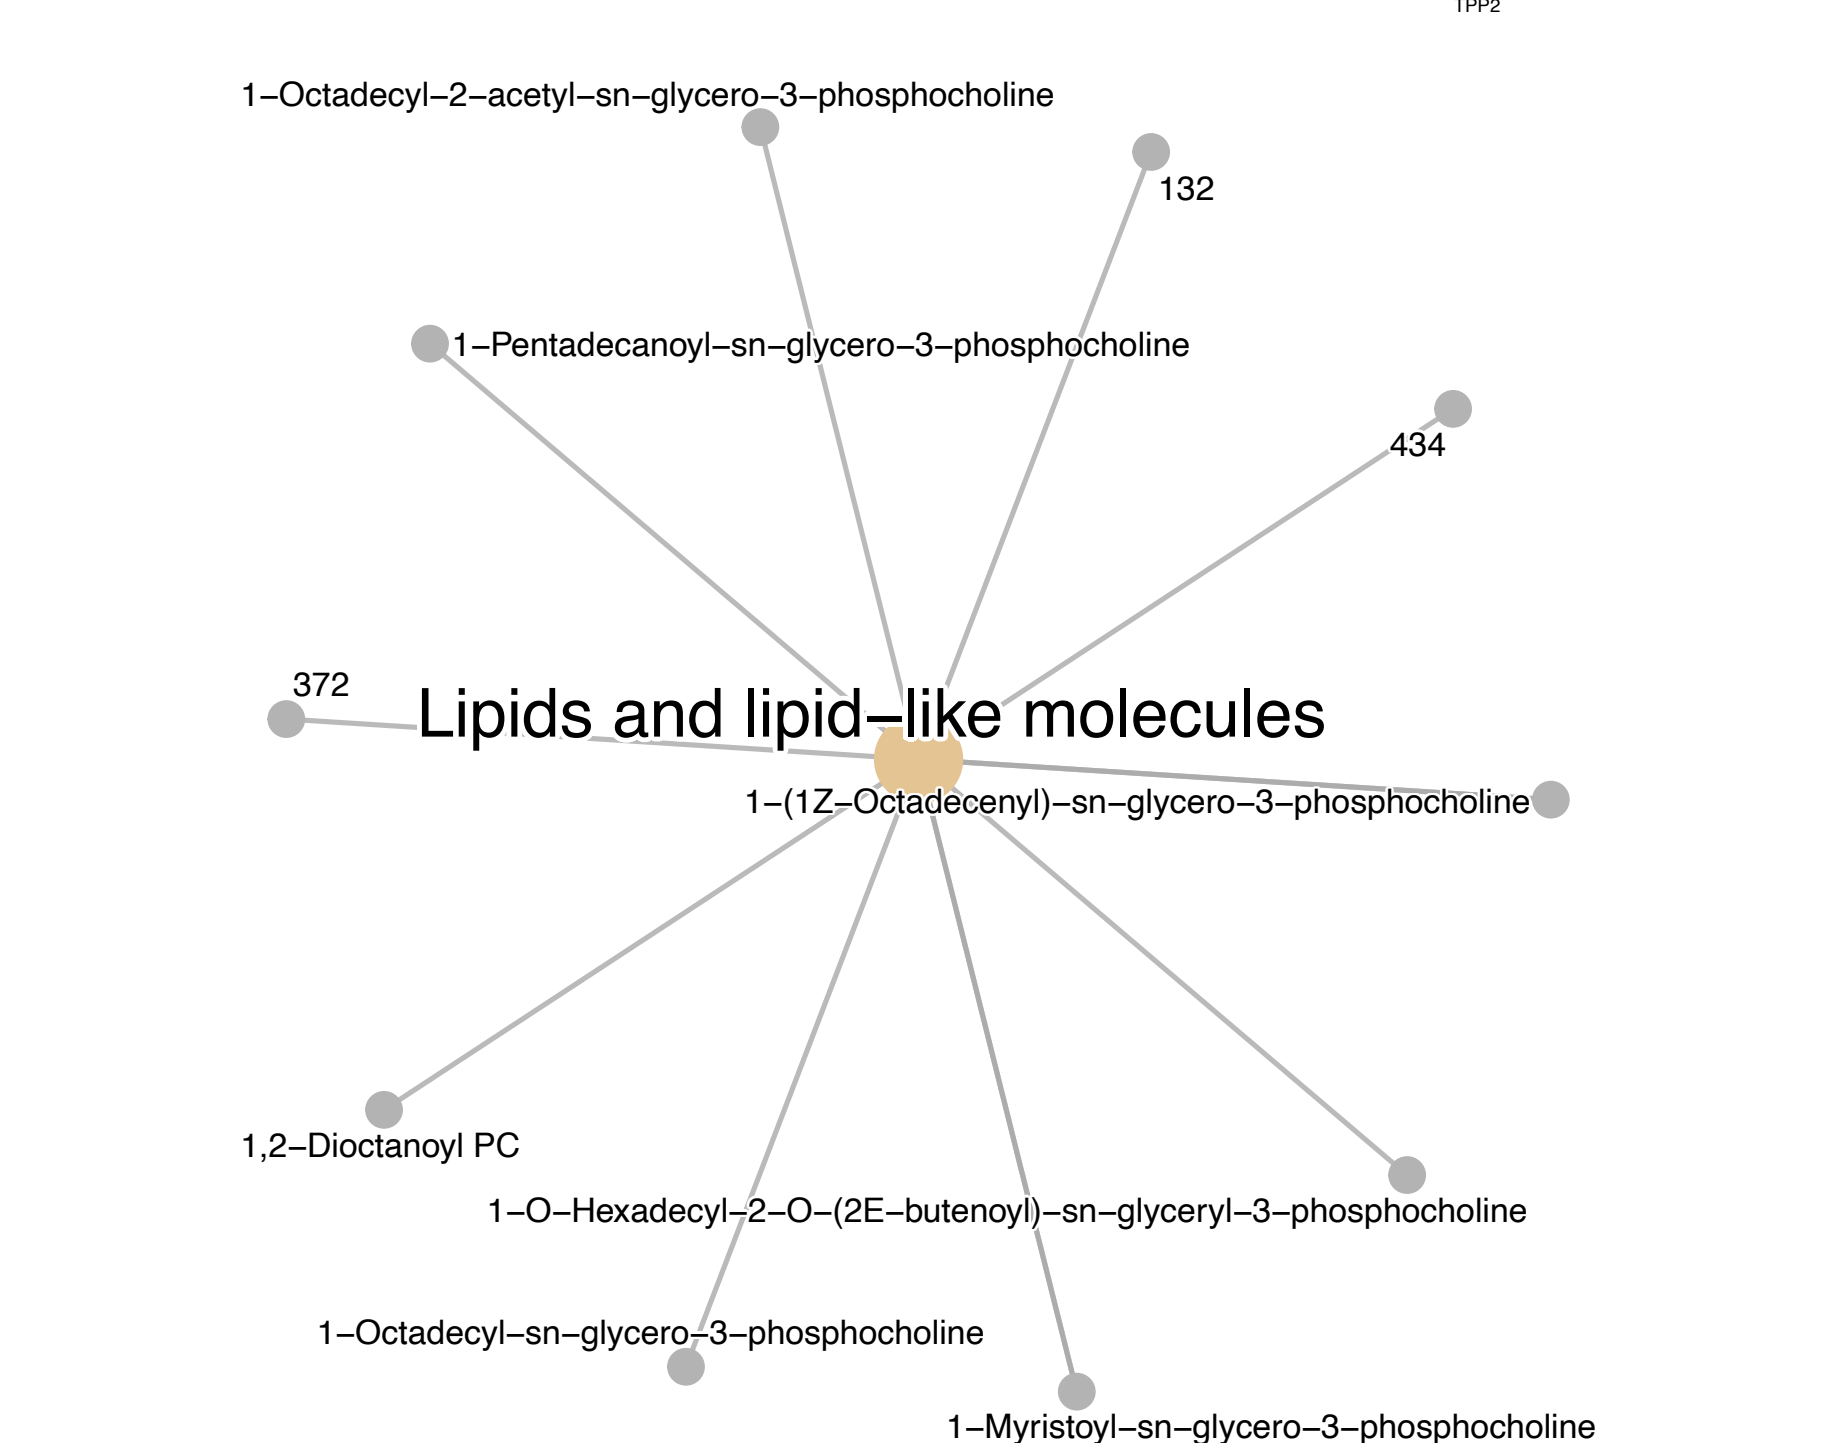 TPP2
1−Octadecyl−2−acetyl−sn−glycero−3−phosphocholine
132
1−Pentadecanoyl−sn−glycero−3−phosphocholine
434
372
Lipids and lipid−like molecules
1−(1Z−Octadecenyl)−sn−glycero−3−phosphocholine
1,2−Dioctanoyl PC
1−O−Hexadecyl−2−O−(2E−butenoyl)−sn−glyceryl−3−phosphocholine
1−Octadecyl−sn−glycero−3−phosphocholine
1−Myristoyl−sn−glycero−3−phosphocholine